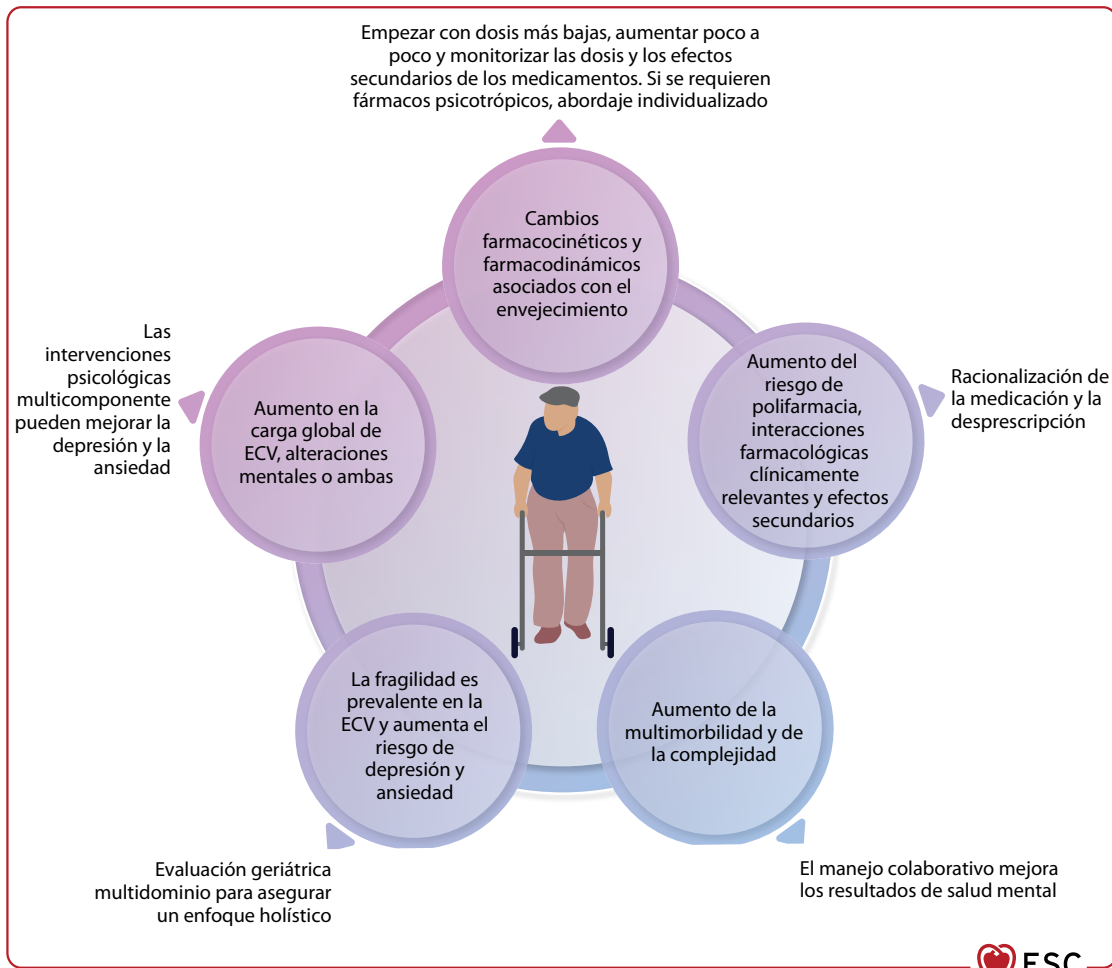 Empezar con dosis más bajas, aumentar poco a
poco y monitorizar las dosis y los efectos
secundarios de los medicamentos. Si se requieren
fármacos psicotrópicos, abordaje individualizado
Cambios
farmacocinéticos y
farmacodinámicos
asociados con el
envejecimiento
Las
intervenciones
psicológicas
multicomponente
pueden mejorar la
depresión y la
ansiedad
Aumento en la
carga global de
ECV, alteraciones
mentales o ambas
Aumento del
riesgo de
polifarmacia,
interacciones
farmacológicas
clínicamente
relevantes y efectos
secundarios
Racionalización de
la medicación y la
desprescripción
La fragilidad es
prevalente en la
ECV y aumenta el
riesgo de
depresión y
ansiedad
Aumento de la
multimorbilidad y de
la complejidad
Evaluación geriátrica
multidominio para asegurar
un enfoque holístico
El manejo colaborativo mejora
los resultados de salud mental
ESC